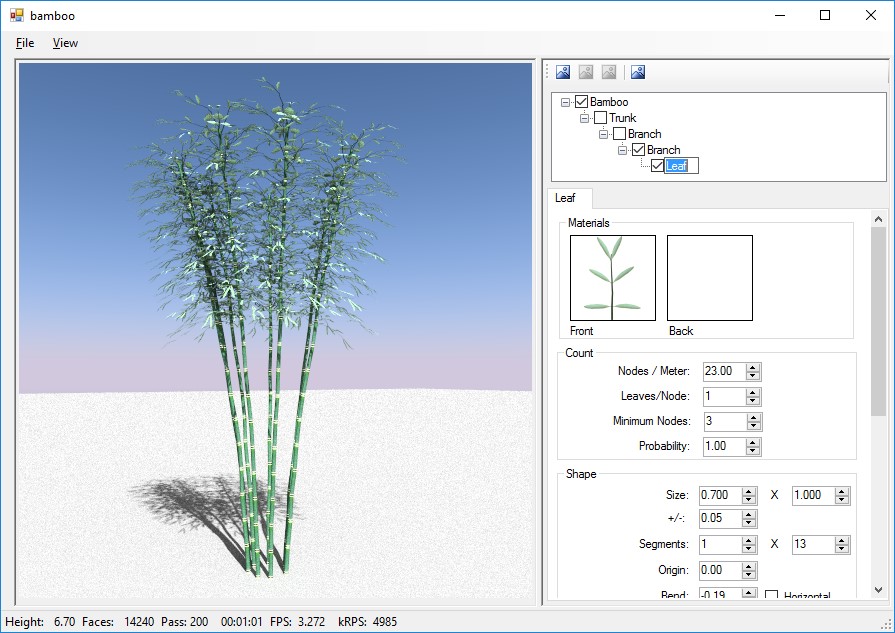 bamboo
File View
Bamboo
Trunk
Branch
Branch
Leaf
Leaf
Materials
Front Back
Count
Nodes / Meter: 23.00
Leaves/Node: 1
Minimum Nodes: 3
Probability: 1.00
Shape
Size: 0.700 X 1.000
+/-: 0.05
Segments: 1 X 13
Origin: 0.00
Bend: -0.19 Horizontal
Height: 6.70 Faces: 14240 Pass: 200 00:01:01 FPS: 3.272 kRPS: 4985